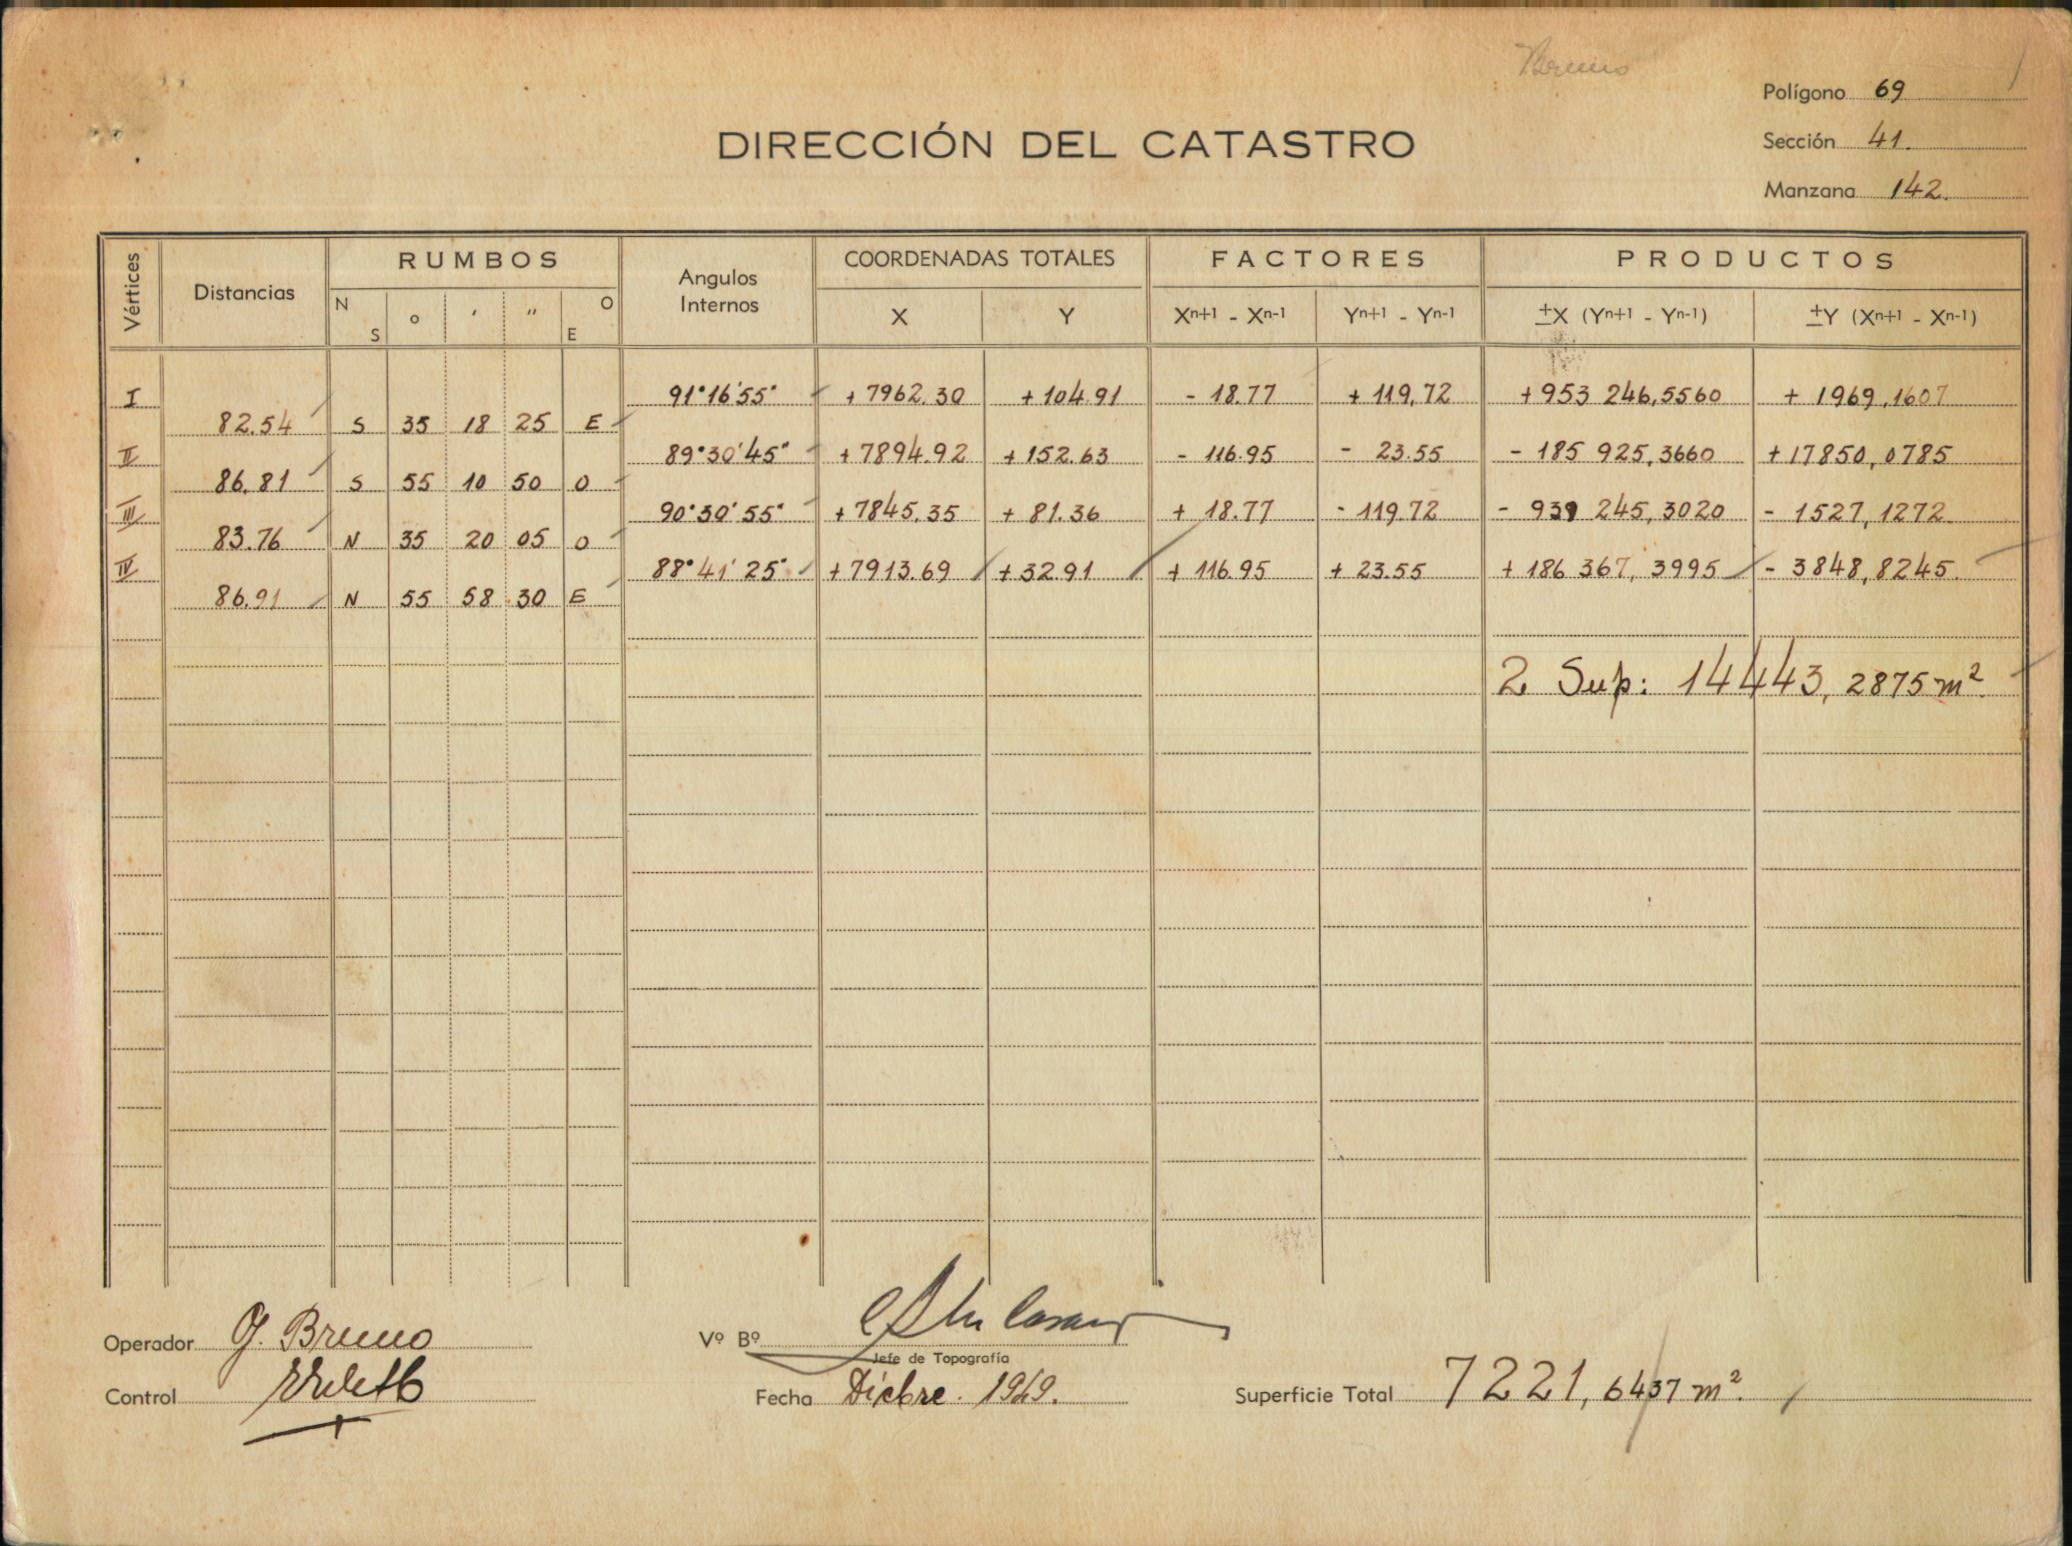 Bruno
Polígono 69
DIRECCIÓN DEL CATASTRO
Sección 41.
Manzana 142.
Vértices Distancias RUMBOS Angulos Internos COORDENADAS TOTALES FACTORES PRODUCTOS
N S ° ′ ″ O E X Y Xn+1 - Xn-1 Yn+1 - Yn-1 ±X (Yn+1 - Yn-1) ±Y (Xn+1 - Xn-1)
I 91°16'55" + 7962.30 + 104.91 - 18.77 + 119,72 + 953 246,5560 + 1969,1607
82.54 S 35 18 25 E
II 89°30'45" + 7894.92 + 152.63 - 116.95 - 23.55 - 185 925,3660 + 17850,0785
86.81 S 55 10 50 O
III 90°30'55" + 7845.35 + 81.36 + 18.77 - 119.72 - 939 245,3020 - 1527,1272
83.76 N 35 20 05 O
IV 88°41'25" + 7913.69 + 32.91 + 116.95 + 23.55 + 186 367,3995 - 3848,8245
86.91 N 55 58 30 E
2 Sup: 14443,2875 m².
Operador G. Bruno
Vº Bº
Jefe de Topografía
Control
Fecha Dicbre. 1949.
Superficie Total 7221,6437 m².